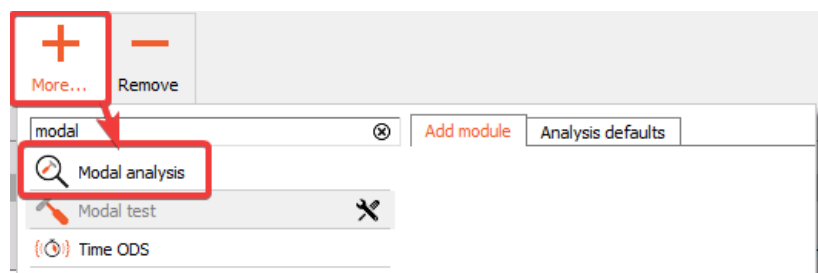 More... Remove
modal Add module Analysis defaults
Modal analysis
Modal test
Time ODS